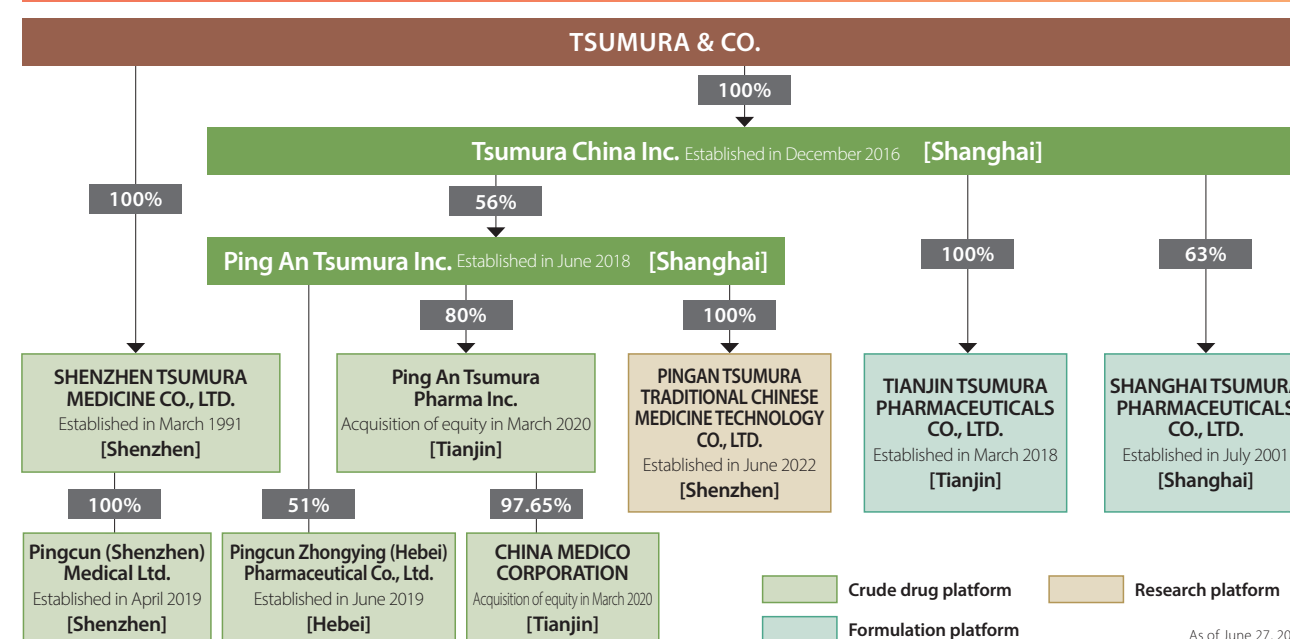 TSUMURA & CO.
100%
Tsumura China Inc. Established in December 2016 [Shanghai]
100%
56%
100%
63%
Ping An Tsumura Inc. Established in June 2018 [Shanghai]
80%
100%
SHENZHEN TSUMURA
MEDICINE CO., LTD.
Established in March 1991
[Shenzhen]
Ping An Tsumura
Pharma Inc.
Acquisition of equity in March 2020
[Tianjin]
PINGAN TSUMURA
TRADITIONAL CHINESE
MEDICINE TECHNOLOGY
CO., LTD.
Established in June 2022
[Shenzhen]
TIANJIN TSUMURA
PHARMACEUTICALS
CO., LTD.
Established in March 2018
[Tianjin]
SHANGHAI TSUMURA
PHARMACEUTICALS
CO., LTD.
Established in July 2001
[Shanghai]
100%
51%
97.65%
Pingcun (Shenzhen)
Medical Ltd.
Established in April 2019
[Shenzhen]
Pingcun Zhongying (Hebei)
Pharmaceutical Co., Ltd.
Established in June 2019
[Hebei]
CHINA MEDICO
CORPORATION
Acquisition of equity in March 2020
[Tianjin]
Crude drug platform
Research platform
Formulation platform
As of June 27,